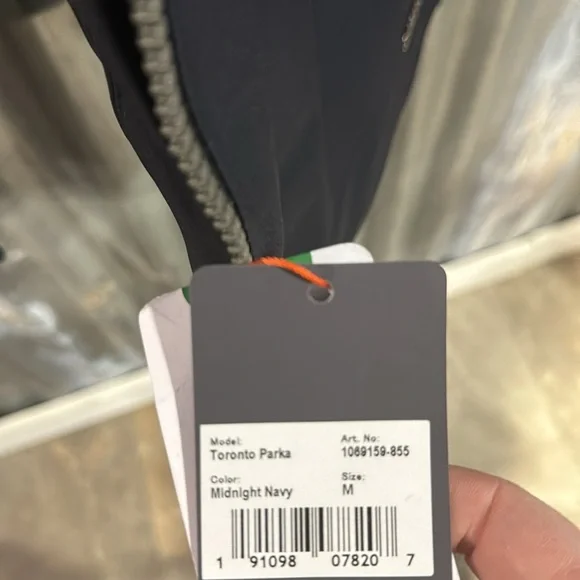 Model: Art. No:
Toronto Parka 1069159-855
Color: Size:
Midnight Navy M
1 91098 07820 7